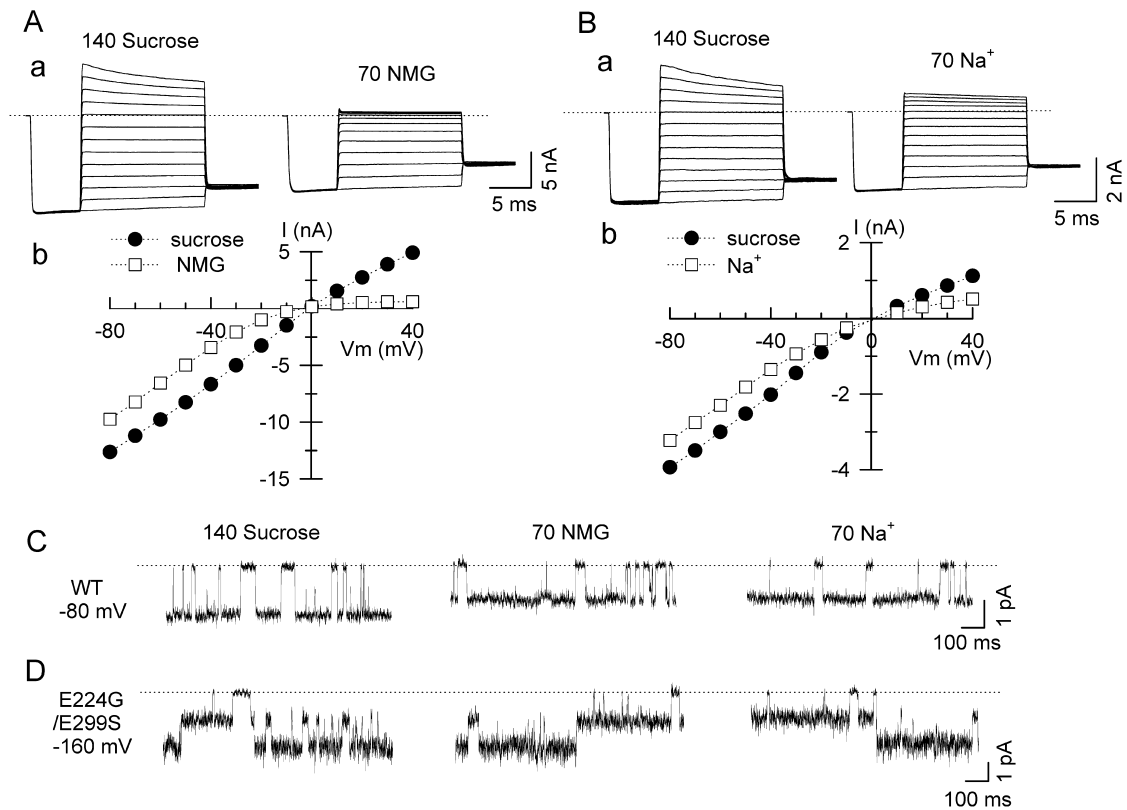 A
140 Sucrose
a
70 NMG
5 nA
5 ms
b
sucrose
NMG
I (nA)
5
-80
-40
40
Vm (mV)
-5
-10
-15
B
140 Sucrose
a
70 Na+
2 nA
5 ms
b
sucrose
Na+
I (nA)
2
-80
-40
0
40
Vm (mV)
-2
-4
C
140 Sucrose
70 NMG
70 Na+
WT
-80 mV
1 pA
100 ms
D
E224G
/E299S
-160 mV
1 pA
100 ms